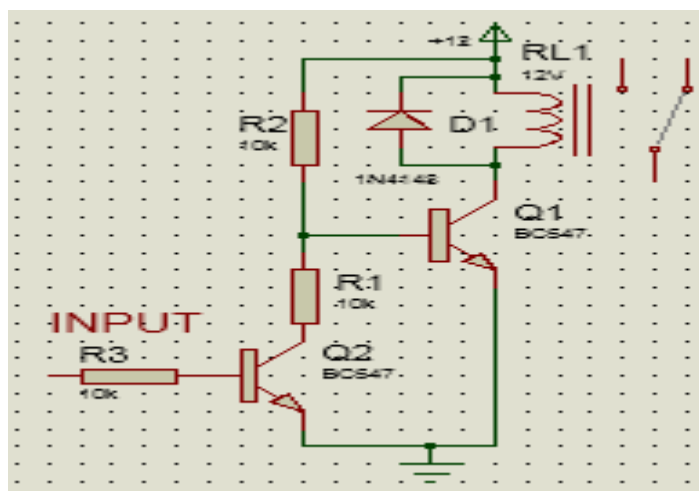 +12
RL1
12V
R2
10k
D1
1N4148
Q1
BC547
R1
10k
INPUT
R3
10k
Q2
BC547